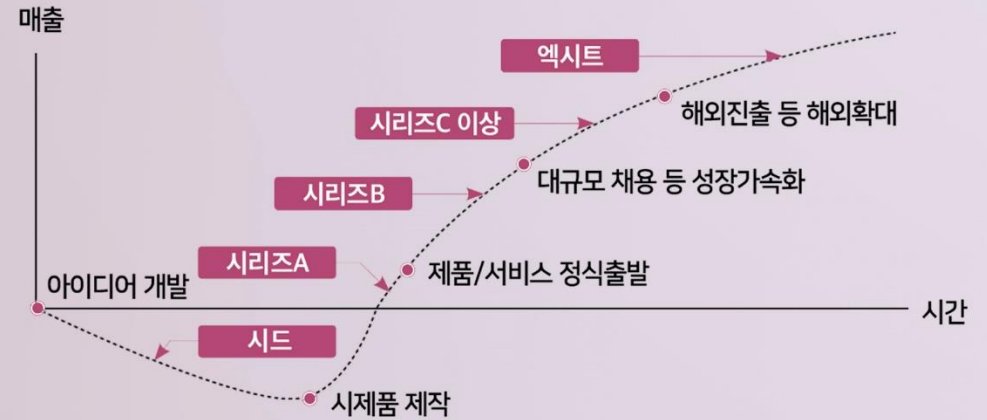 매출
엑시트
해외진출 등 해외확대
시리즈C 이상
대규모 채용 등 성장가속화
시리즈B
시리즈A
제품/서비스 정식출발
아이디어 개발
시간
시드
시제품 제작